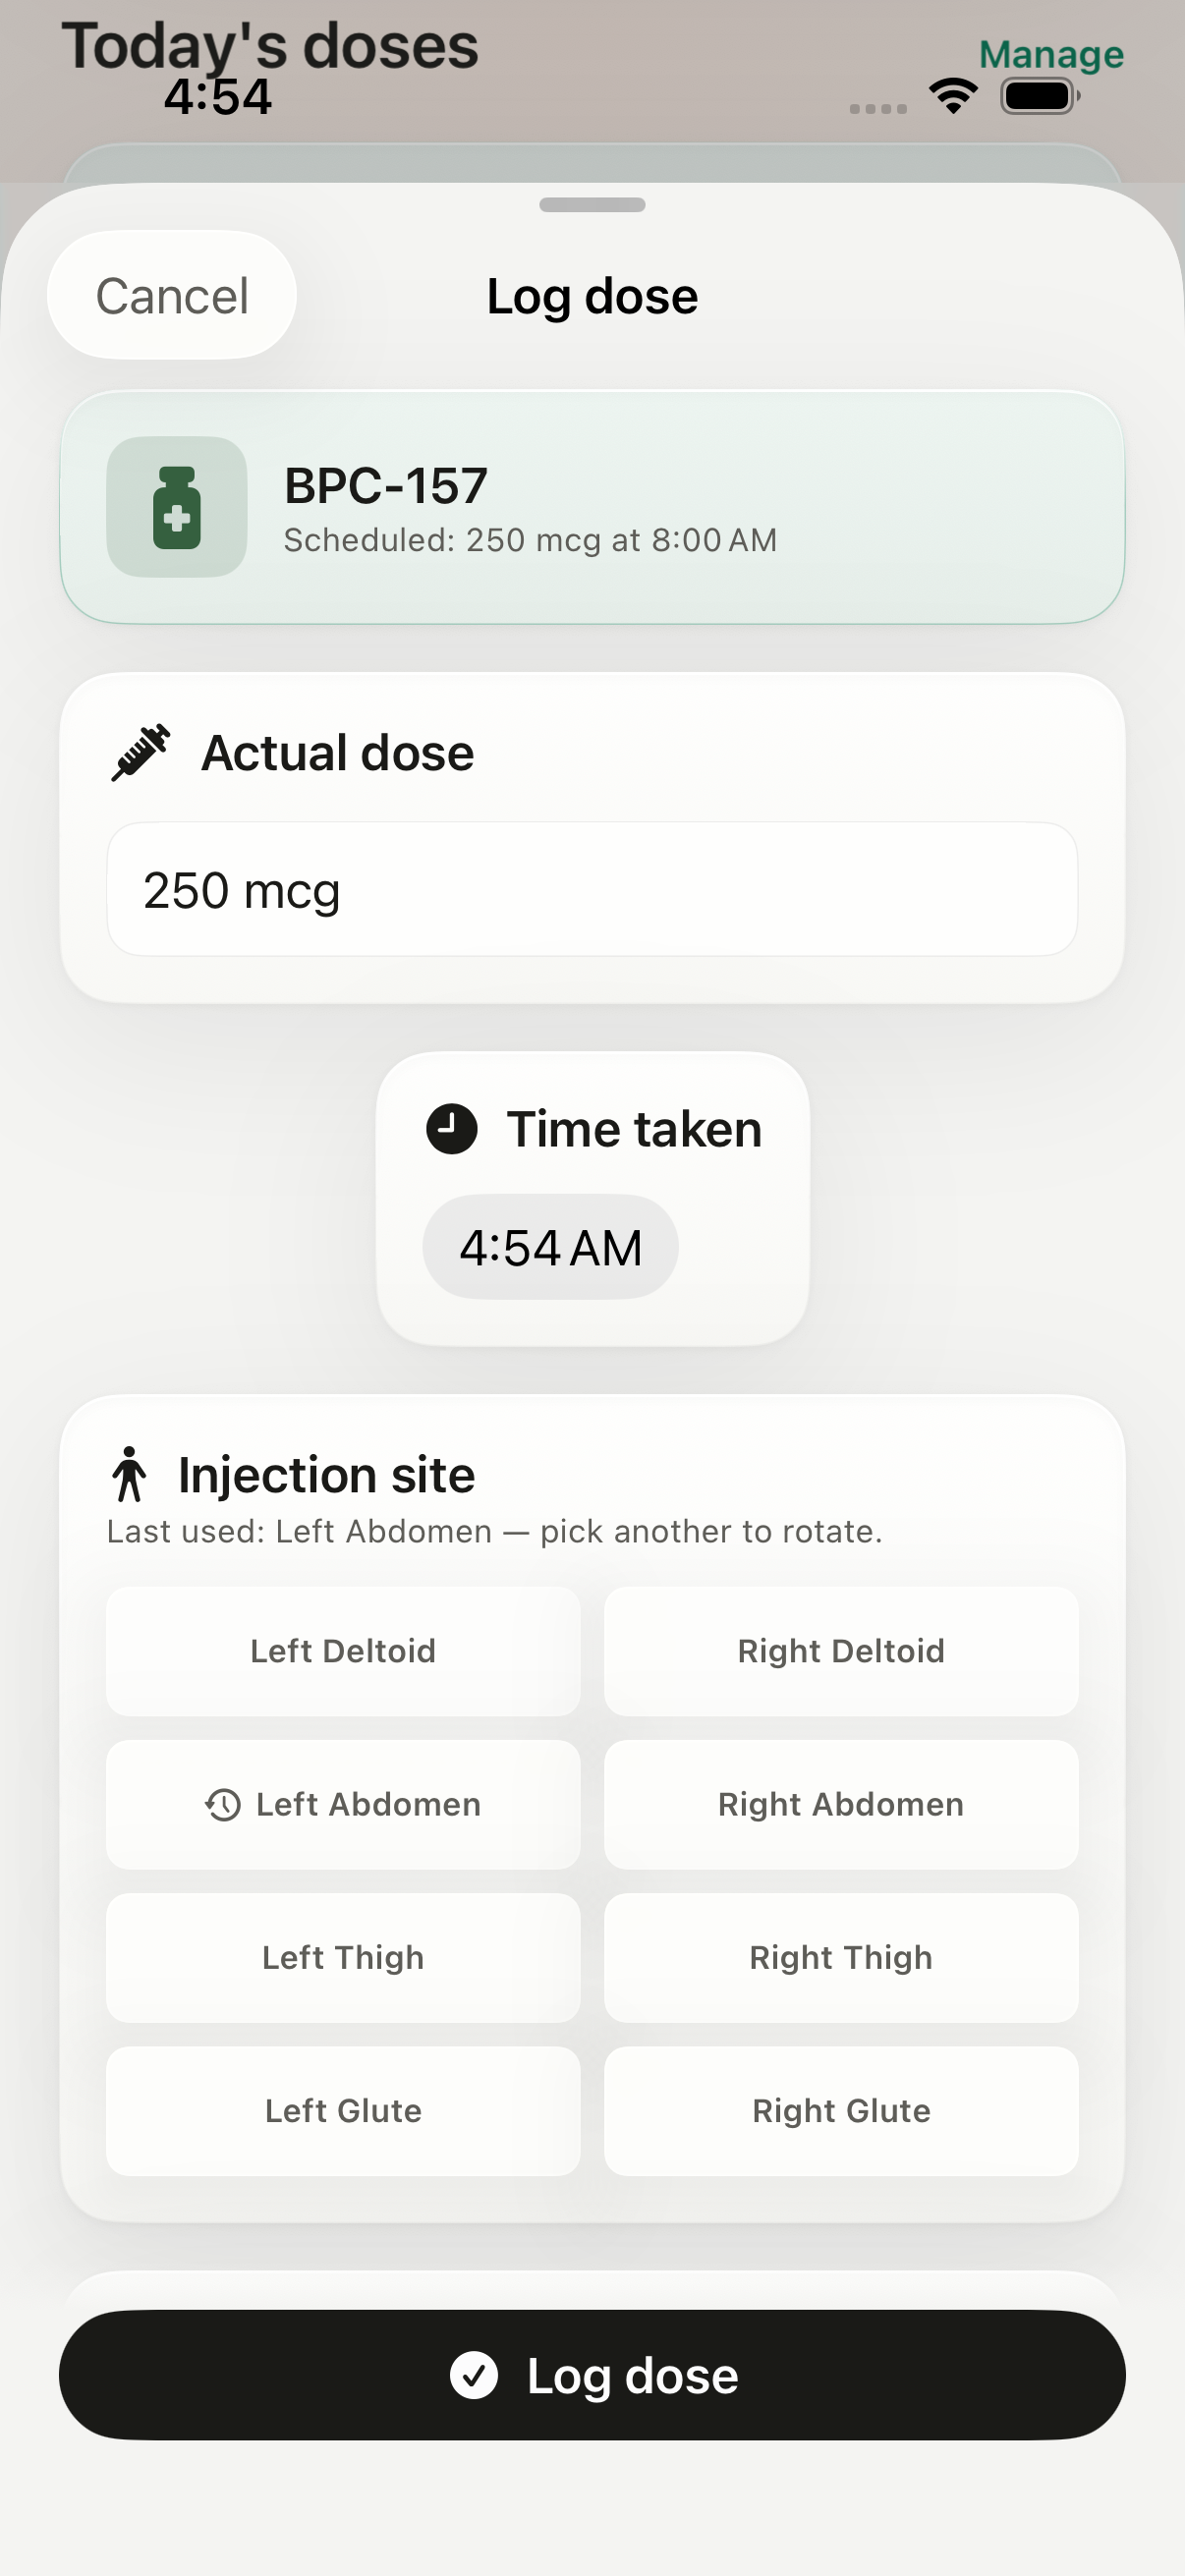 Today's doses
Manage
4:54
Cancel
Log dose
BPC-157
Scheduled: 250 mcg at 8:00 AM
Actual dose
250 mcg
Time taken
4:54 AM
Injection site
Last used: Left Abdomen — pick another to rotate.
Left Deltoid
Right Deltoid
Left Abdomen
Right Abdomen
Left Thigh
Right Thigh
Left Glute
Right Glute
Log dose